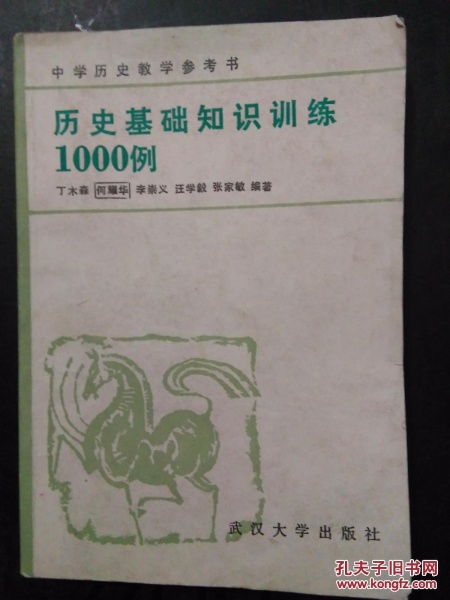 中学历史教学参考书
历史基础知识训练
1000例
丁木森 何耀华 李崇义 汪学毅 张家敏 编著
武汉大学出版社
孔夫子旧书网
www.kongfz.com